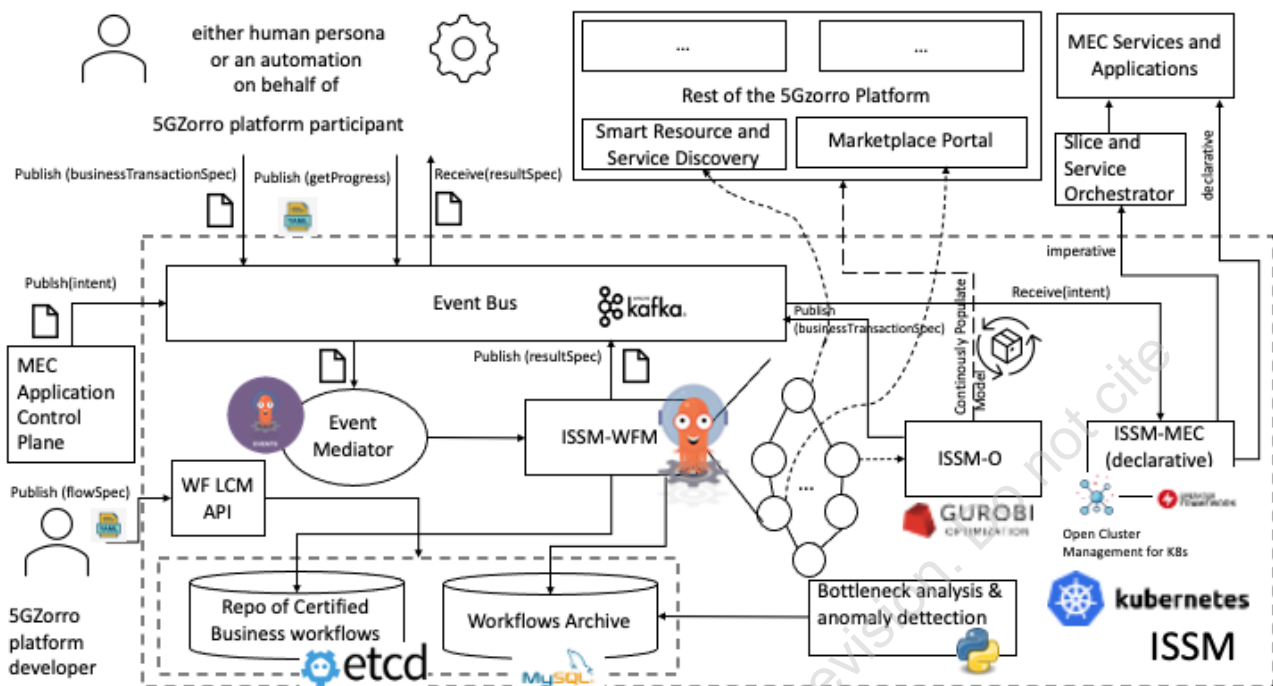 either human persona
or an automation
on behalf of
5GZorro platform participant
...
...
Rest of the 5Gzorro Platform
Smart Resource and
Service Discovery
Marketplace Portal
MEC Services and
Applications
Slice and
Service
Orchestrator
declarative
imperative
Publish (businessTransactionSpec)
Publish (getProgress)
YAML
Receive(resultSpec)
Publsh(intent)
Event Bus
kafka
Receive(intent)
Publish
(businessTransactionSpec)
Continously Populate
Model
MEC
Application
Control
Plane
Publish (resultSpec)
EVENTS
Event
Mediator
ISSM-WFM
...
ISSM-O
GUROBI
OPTIMIZATION
ISSM-MEC
(declarative)
Open Cluster
Management for K8s
Publish (flowSpec)
YAML
WF LCM
API
5GZorro
platform
developer
Repo of Certified
Business workflows
etcd
Workflows Archive
MySQL
Bottleneck analysis &
anomaly dettection
kubernetes
ISSM
evision.
not cite